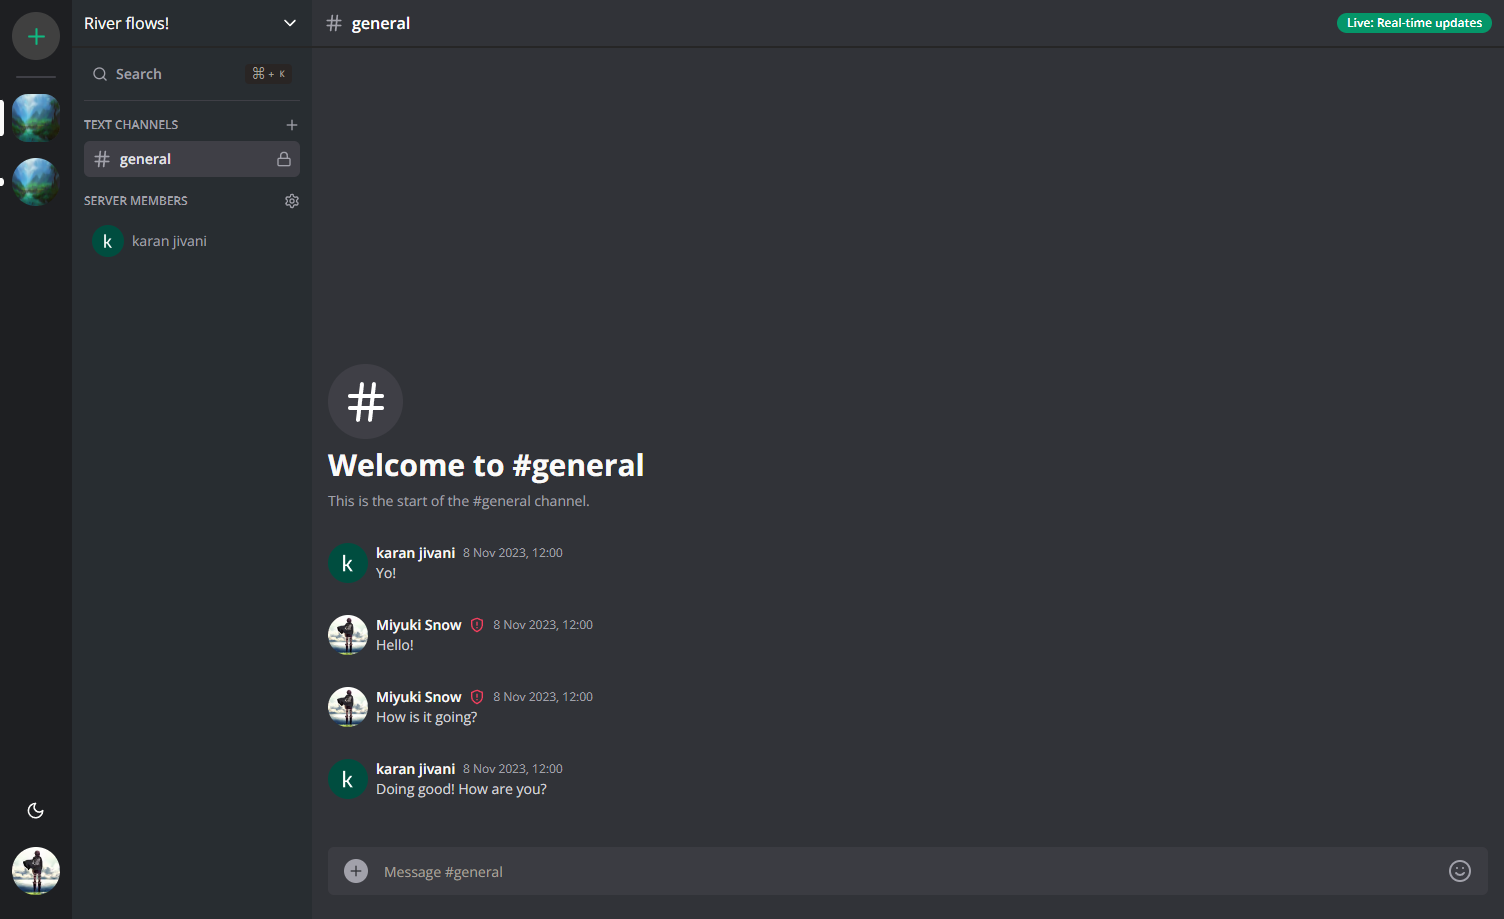 River flows!
Search
⌘ + K
TEXT CHANNELS
general
SERVER MEMBERS
k
karan jivani
# general
Live: Real-time updates
#
Welcome to #general
This is the start of the #general channel.
k
karan jivani 8 Nov 2023, 12:00
Yo!
Miyuki Snow 8 Nov 2023, 12:00
Hello!
Miyuki Snow 8 Nov 2023, 12:00
How is it going?
k
karan jivani 8 Nov 2023, 12:00
Doing good! How are you?
Message #general